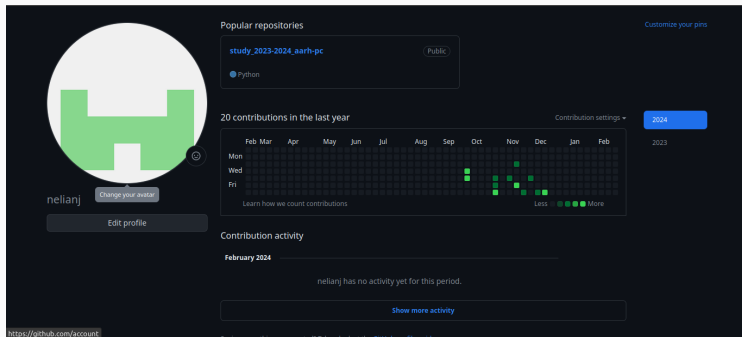 Popular repositories
Customize your pins
study_2023-2024_aarh-pc
Public
Python
20 contributions in the last year
Contribution settings
2024
2023
Feb Mar Apr May Jun Jul Aug Sep Oct Nov Dec Jan Feb
Mon
Wed
Fri
Learn how we count contributions
Less
More
Change your avatar
nelianj
Edit profile
Contribution activity
February 2024
nelianj has no activity yet for this period.
Show more activity
https://github.com/account